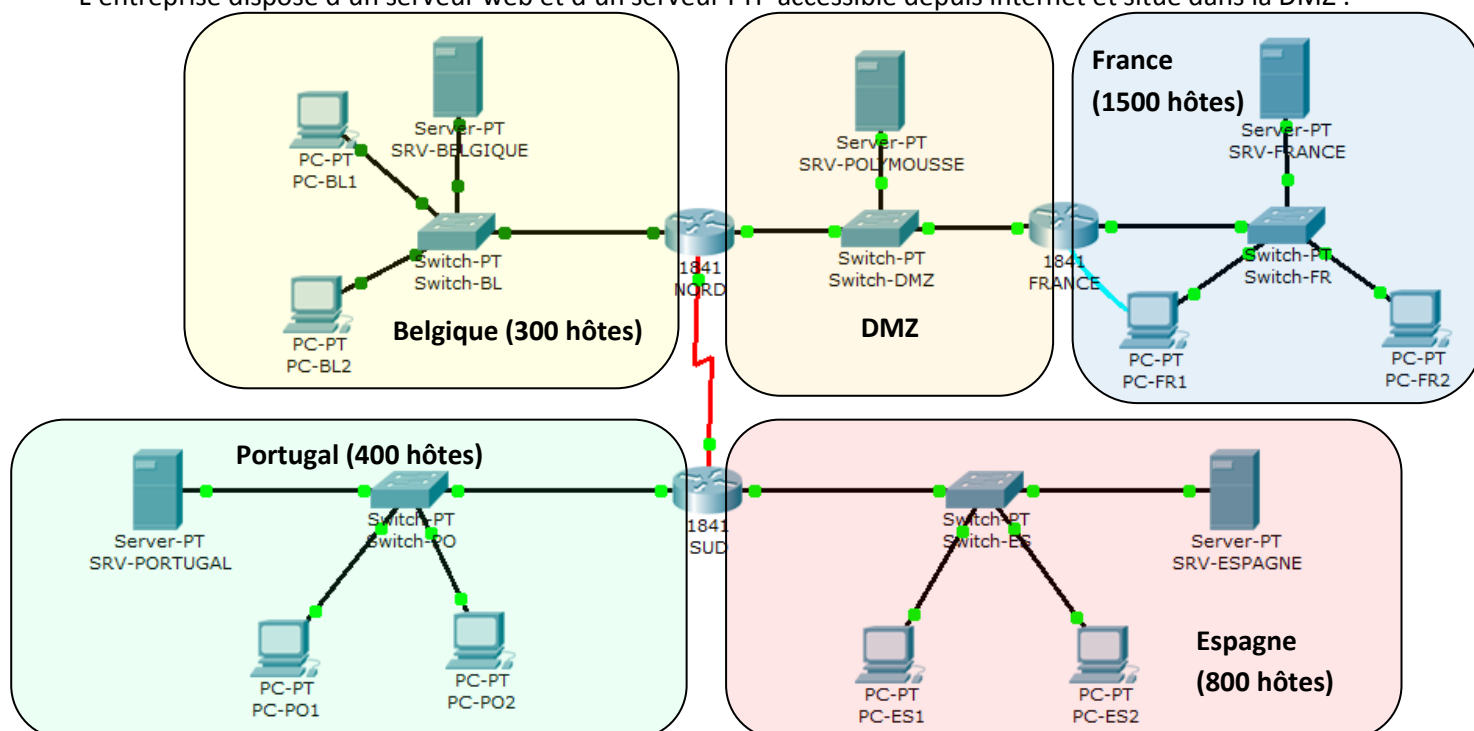 L'entreprise dispose d'un serveur web et d'un serveur FTP accessible depuis internet et situé dans la DMZ :
Server-PT
SRV-BELGIQUE
PC-PT
PC-BL1
Switch-PT
Switch-BL
PC-PT
PC-BL2
Belgique (300 hôtes)
1841
NORD
Server-PT
SRV-POLYMOUSSE
Switch-PT
Switch-DMZ
DMZ
1841
FRANCE
France
(1500 hôtes)
Server-PT
SRV-FRANCE
Switch-PT
Switch-FR
PC-PT
PC-FR1
PC-PT
PC-FR2
Portugal (400 hôtes)
Server-PT
SRV-PORTUGAL
Switch-PT
Switch-PO
PC-PT
PC-PO1
PC-PT
PC-PO2
1841
SUD
Switch-PT
Switch-ES
Server-PT
SRV-ESPAGNE
PC-PT
PC-ES1
PC-PT
PC-ES2
Espagne
(800 hôtes)